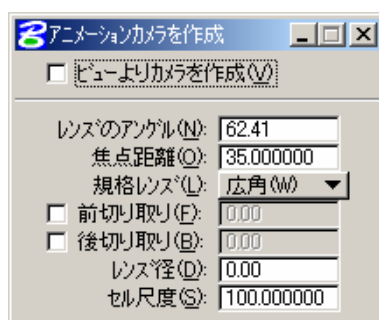 アニメーションカメラを作成
ビューよりカメラを作成(V)
レンズのアングル(N): 62.41
焦点距離(O): 35.000000
規格レンズ(L): 広角(W)
前切り取り(F): 0.00
後切り取り(B): 0.00
レンズ径(D): 0.00
セル尺度(S): 100.000000